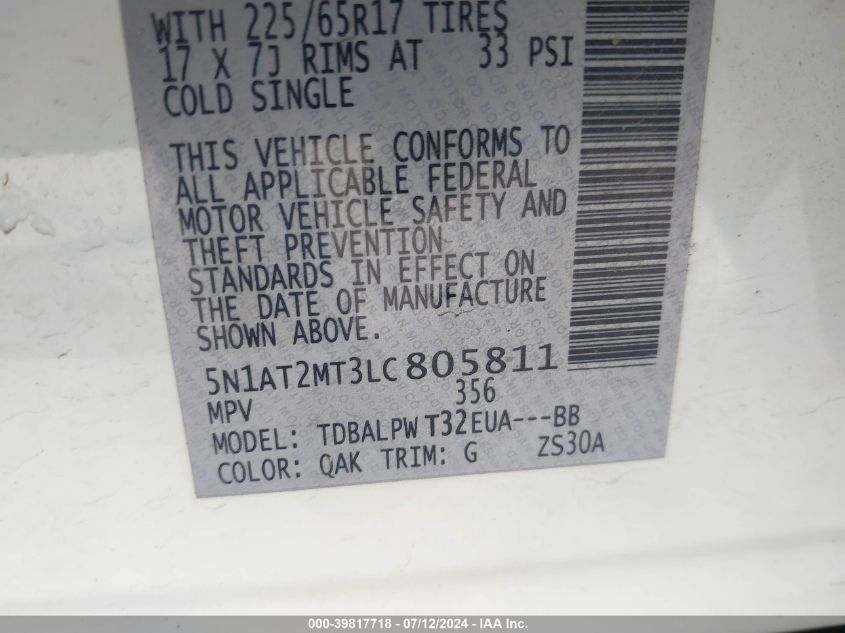 WITH 225/65R17 TIRES
17 X 7J RIMS AT 33 PSI
COLD SINGLE
THIS VEHICLE CONFORMS TO
ALL APPLICABLE FEDERAL
MOTOR VEHICLE SAFETY AND
THEFT PREVENTION
STANDARDS IN EFFECT ON
THE DATE OF MANUFACTURE
SHOWN ABOVE.
5N1AT2MT3LC805811
356
MPV
MODEL: TDBALPW T32EUA---BB
COLOR: QAK TRIM: G ZS30A
000-39817718 - 07/12/2024 - IAA Inc.